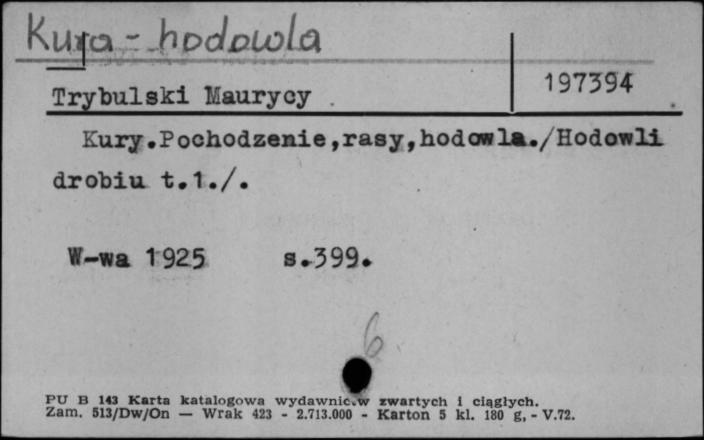 Kura - hodowla
197394
Trybulski Maurycy
Kury.Pochodzenie,rasy,hodowla./Hodowli
drobiu t.1./.
W-wa 1925 s.399.
6
PU B 143 Karta katalogowa wydawnic.w zwartych i ciągłych.
Zam. 513/Dw/On — Wrak 423 - 2.713.000 - Karton 5 kl. 180 g, - V.72.